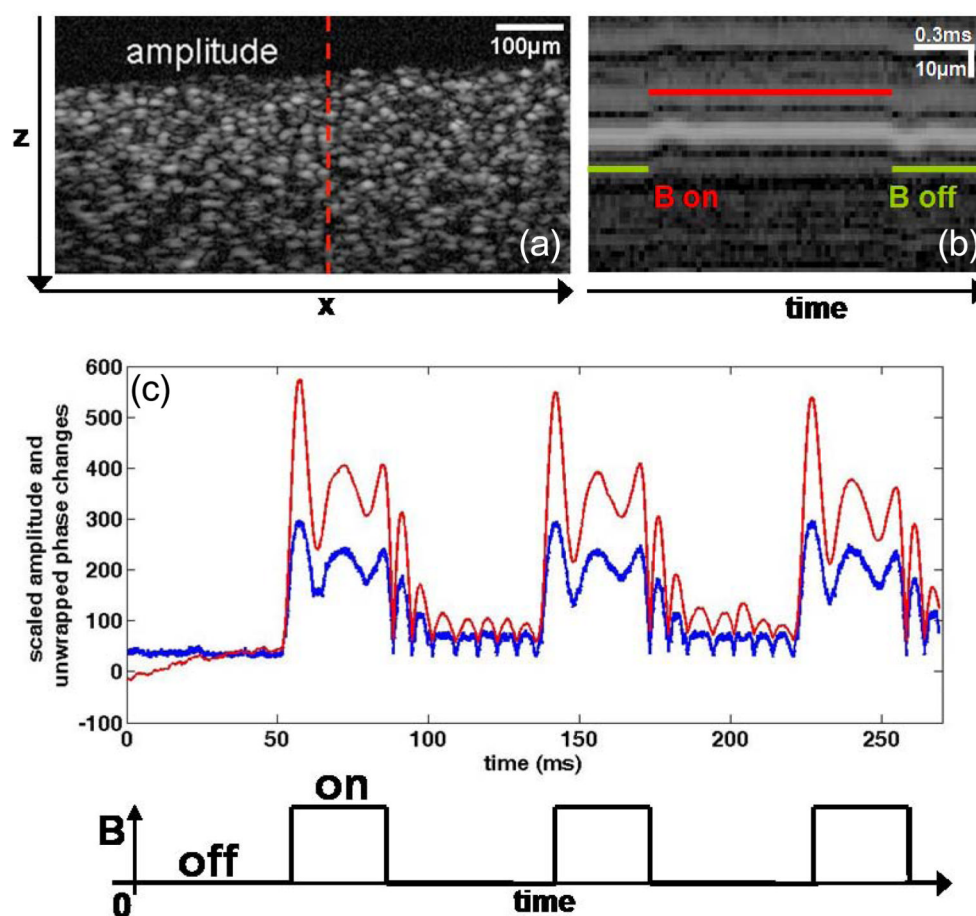 amplitude
100μm
(a)
z
x
0.3ms
10μm
B on
B off
(b)
time
(c)
scaled amplitude and
unwrapped phase changes
600
500
400
300
200
100
0
-100
0
50
100
150
200
250
time (ms)
B
on
off
0
time